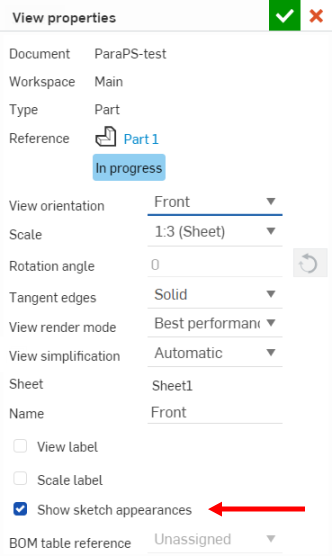 View properties
Document ParaPS-test
Workspace Main
Type Part
Reference Part 1
In progress
View orientation Front
Scale 1:3 (Sheet)
Rotation angle 0
Tangent edges Solid
View render mode Best performanc
View simplification Automatic
Sheet Sheet1
Name Front
View label
Scale label
Show sketch appearances
BOM table reference Unassigned